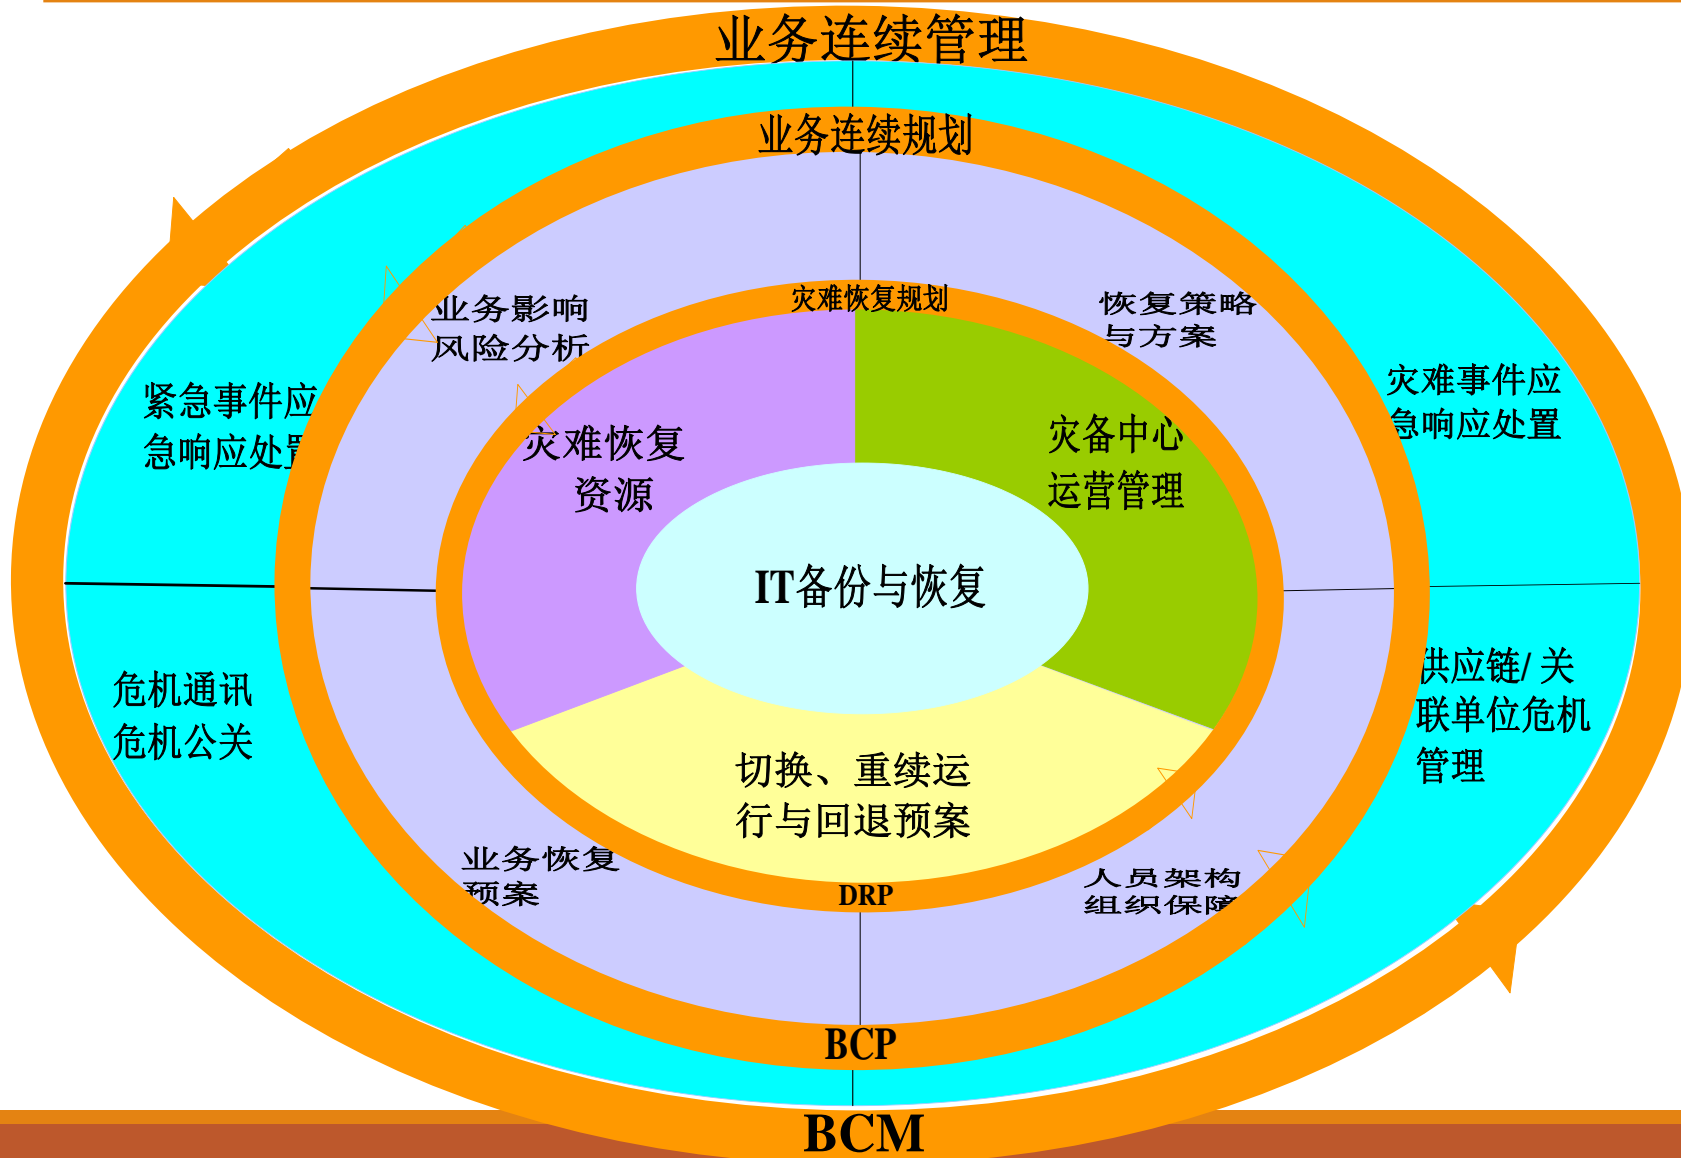 业务连续管理
业务连续规划
灾难恢复规划
业务影响
风险分析
恢复策略
与方案
紧急事件应
急响应处置
灾难事件应
急响应处置
灾难恢复
资源
灾备中心
运营管理
IT备份与恢复
危机通讯
危机公关
供应链/关
联单位危机
管理
切换、重续运
行与回退预案
业务恢复
预案
人员架构
组织保障
DRP
BCP
BCM